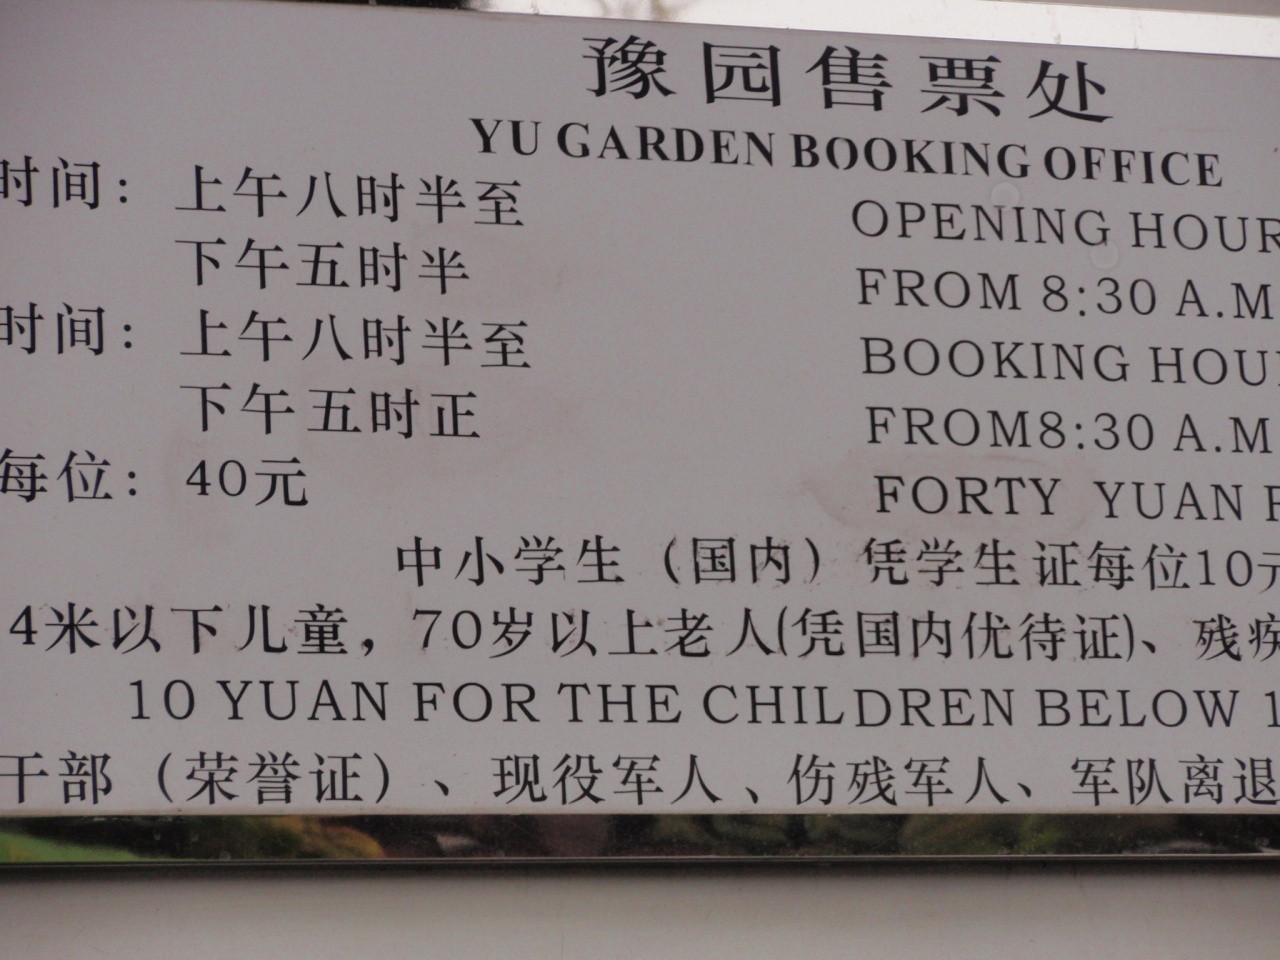 豫园售票处
YU GARDEN BOOKING OFFICE
时间：上午八时半至
OPENING HOUR
下午五时半
FROM 8:30 A.M
时间：上午八时半至
BOOKING HOU
下午五时正
FROM8:30 A.M
每位：40元
FORTY YUAN
中小学生（国内）凭学生证每位10元
4米以下儿童，70岁以上老人(凭国内优待证)、残疾
10 YUAN FOR THE CHILDREN BELOW 1
干部（荣誉证）、现役军人、伤残军人、军队离退